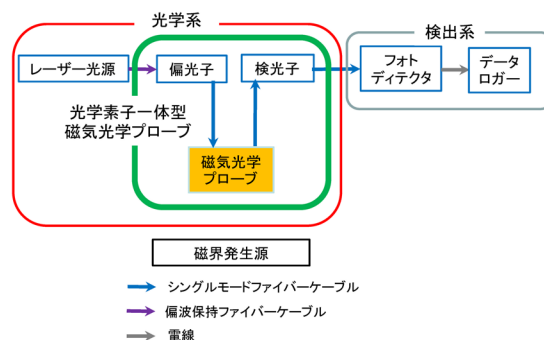 光学系
検出系
レーザー光源
偏光子
検光子
フォト
ディテクタ
データ
ロガー
光学素子一体型
磁気光学プローブ
磁気光学
プローブ
磁界発生源
シングルモードファイバーケーブル
偏波保持ファイバーケーブル
電線